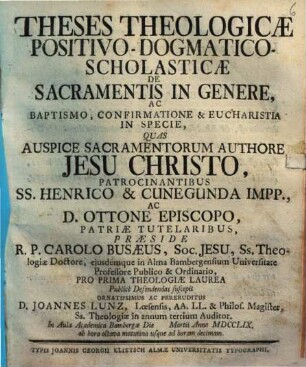 6
THESES THEOLOGICÆ
POSITIVO-DOGMATICO-
SCHOLASTICÆ
DE
SACRAMENTIS IN GENERE,
AC
BAPTISMO, CONFIRMATIONE & EUCHARISTIA
IN SPECIE,
QUAS
AUSPICE SACRAMENTORUM AUTHORE
JESU CHRISTO,
PATROCINANTIBUS
SS. HENRICO & CUNEGUNDA IMPP.,
AC
D. OTTONE EPISCOPO,
PATRIÆ TUTELARIBUS,
PRÆSIDE
R. P. CAROLO BUSÆUS, Soc. JESU, Ss. Theo-
logiæ Doctore, ejusdémque in Alma Bambergensium Universitate
Professore Publico & Ordinario,
PRO PRIMA THEOLOGIÆ LAUREA
Publicè Defendendas suscepit
ORNATISSIMUS AC PERERUDITUS
D. JOANNES LUNZ, AA. LL. & Philos. Magister,
Ss. Theologiæ in annum tertium Auditor.
In Aula Academica Bambergæ Die Martii Anno MDCCLIX.
ab hora octava matutina usque ad horam decimam.
TYPIS JOANNIS GEORGII KLIETSCH ALMÆ UNIVERSITATIS TYPOGRAPHI.